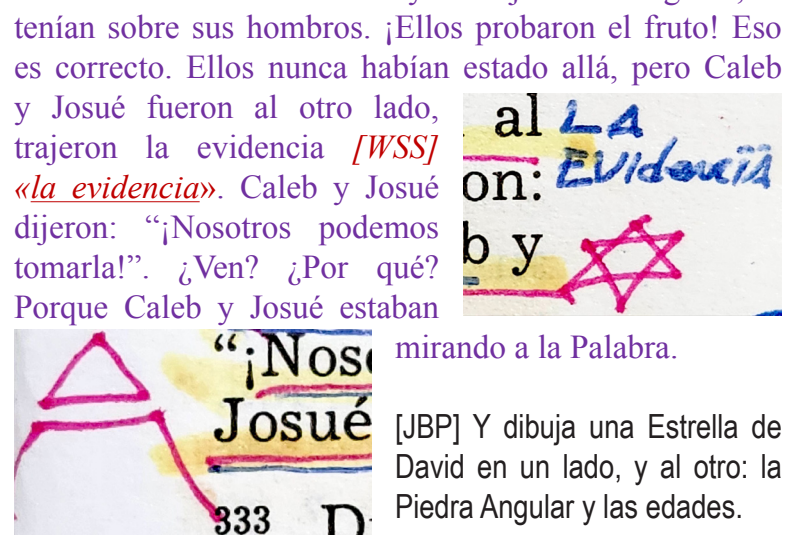 tenían sobre sus hombros. ¡Ellos probaron el fruto! Eso
es correcto. Ellos nunca habían estado allá, pero Caleb
y Josué fueron al otro lado,
trajeron la evidencia [WSS]
«la evidencia». Caleb y Josué
dijeron: “¡Nosotros podemos
tomarla!”. ¿Ven? ¿Por qué?
Porque Caleb y Josué estaban
al LA
on: EVIdencïA
b y
mirando a la Palabra.
“¡Nos
Josué
333 D
[JBP] Y dibuja una Estrella de
David en un lado, y al otro: la
Piedra Angular y las edades.